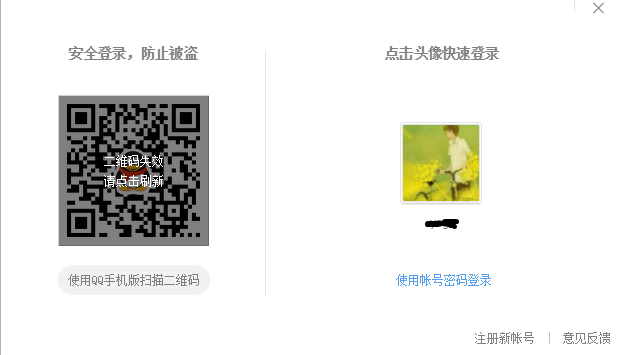 安全登录，防止被盗
点击头像快速登录
二维码失效
请点击刷新
使用QQ手机版扫描二维码
使用帐号密码登录
注册新帐号 | 意见反馈